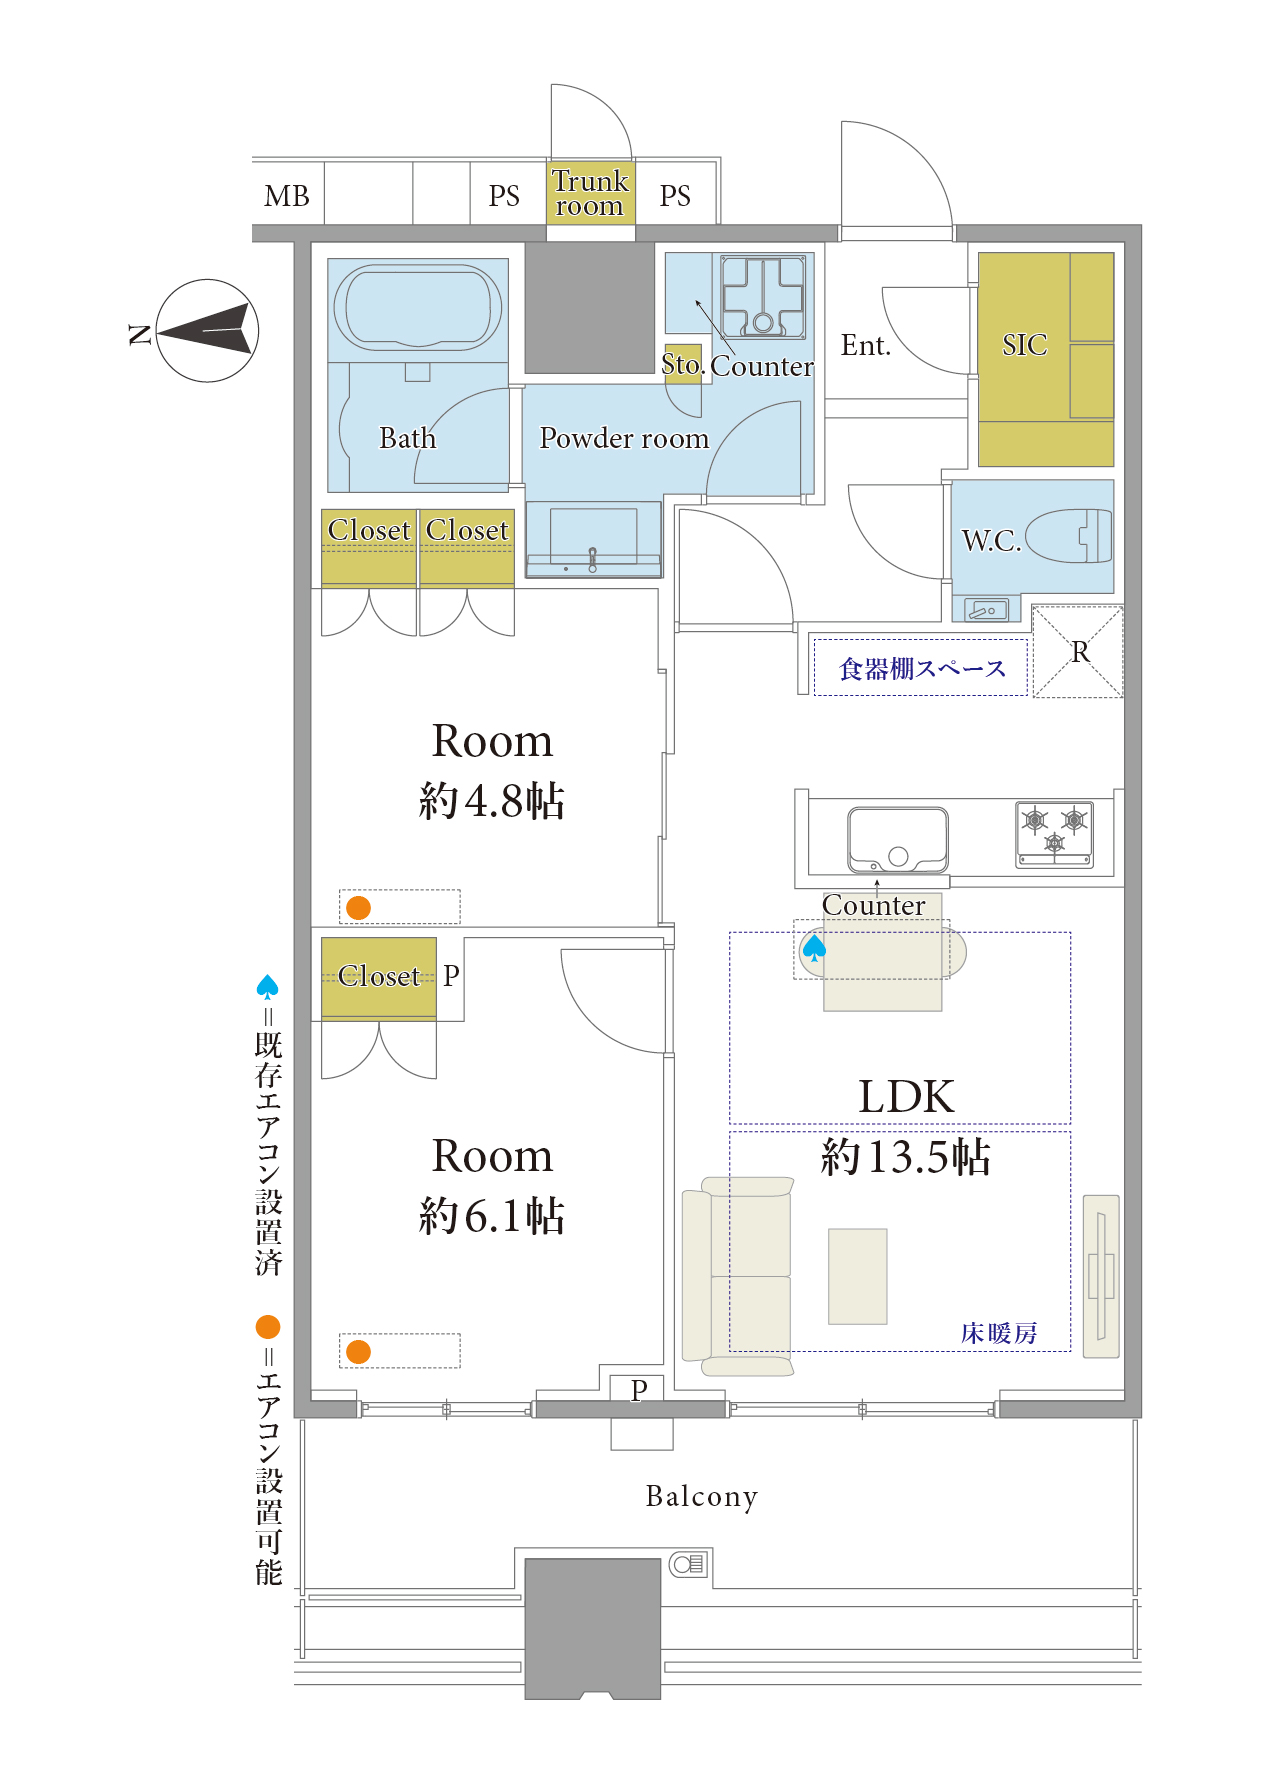 Trunk
room
MB
PS
PS
N
Ent.
SIC
Sto.
Counter
Bath
Powder room
Closet
Closet
W.C.
食器棚スペース
R
Room
約4.8帖
Counter
Closet
P
LDK
約13.5帖
Room
約6.1帖
床暖房
P
Balcony
♠=既存エアコン設置済
●=エアコン設置可能